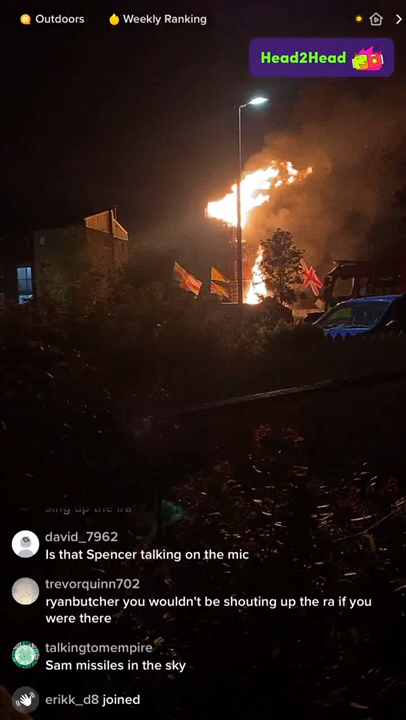 Outdoors
Weekly Ranking
Head2Head
sing up the ira
david_7962
Is that Spencer talking on the mic
trevorquinn702
ryanbutcher you wouldn't be shouting up the ra if you
were there
talkingtomempire
Sam missiles in the sky
erikk_d8 joined